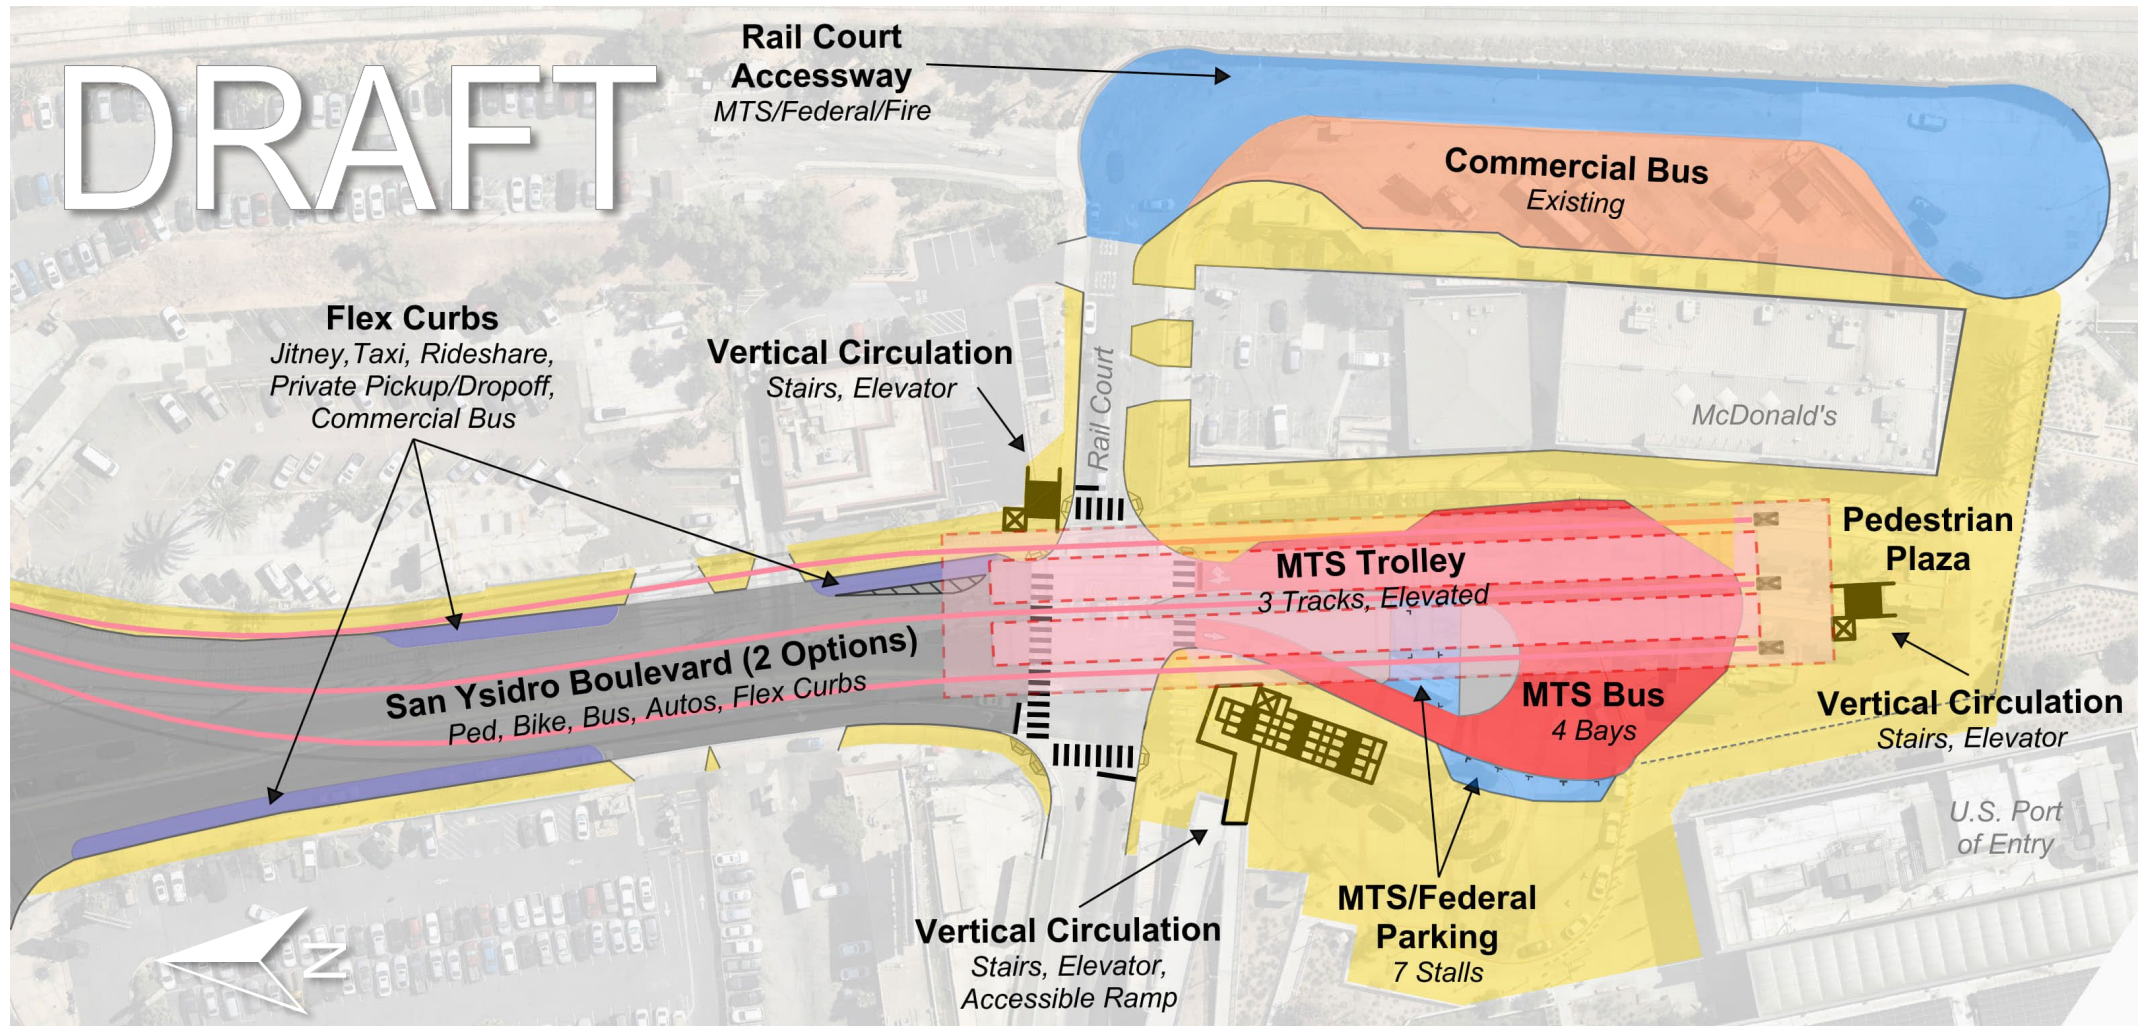 DRAFT
Rail Court
Accessway
MTS/Federal/Fire
Commercial Bus
Existing
Flex Curbs
Jitney,Taxi, Rideshare,
Private Pickup/Dropoff,
Commercial Bus
Vertical Circulation
Stairs, Elevator
Rail Court
McDonald's
Pedestrian
Plaza
MTS Trolley
3 Tracks, Elevated
San Ysidro Boulevard (2 Options)
Ped, Bike, Bus, Autos, Flex Curbs
MTS Bus
4 Bays
Vertical Circulation
Stairs, Elevator
U.S. Port
of Entry
MTS/Federal
Parking
7 Stalls
Vertical Circulation
Stairs, Elevator,
Accessible Ramp
N